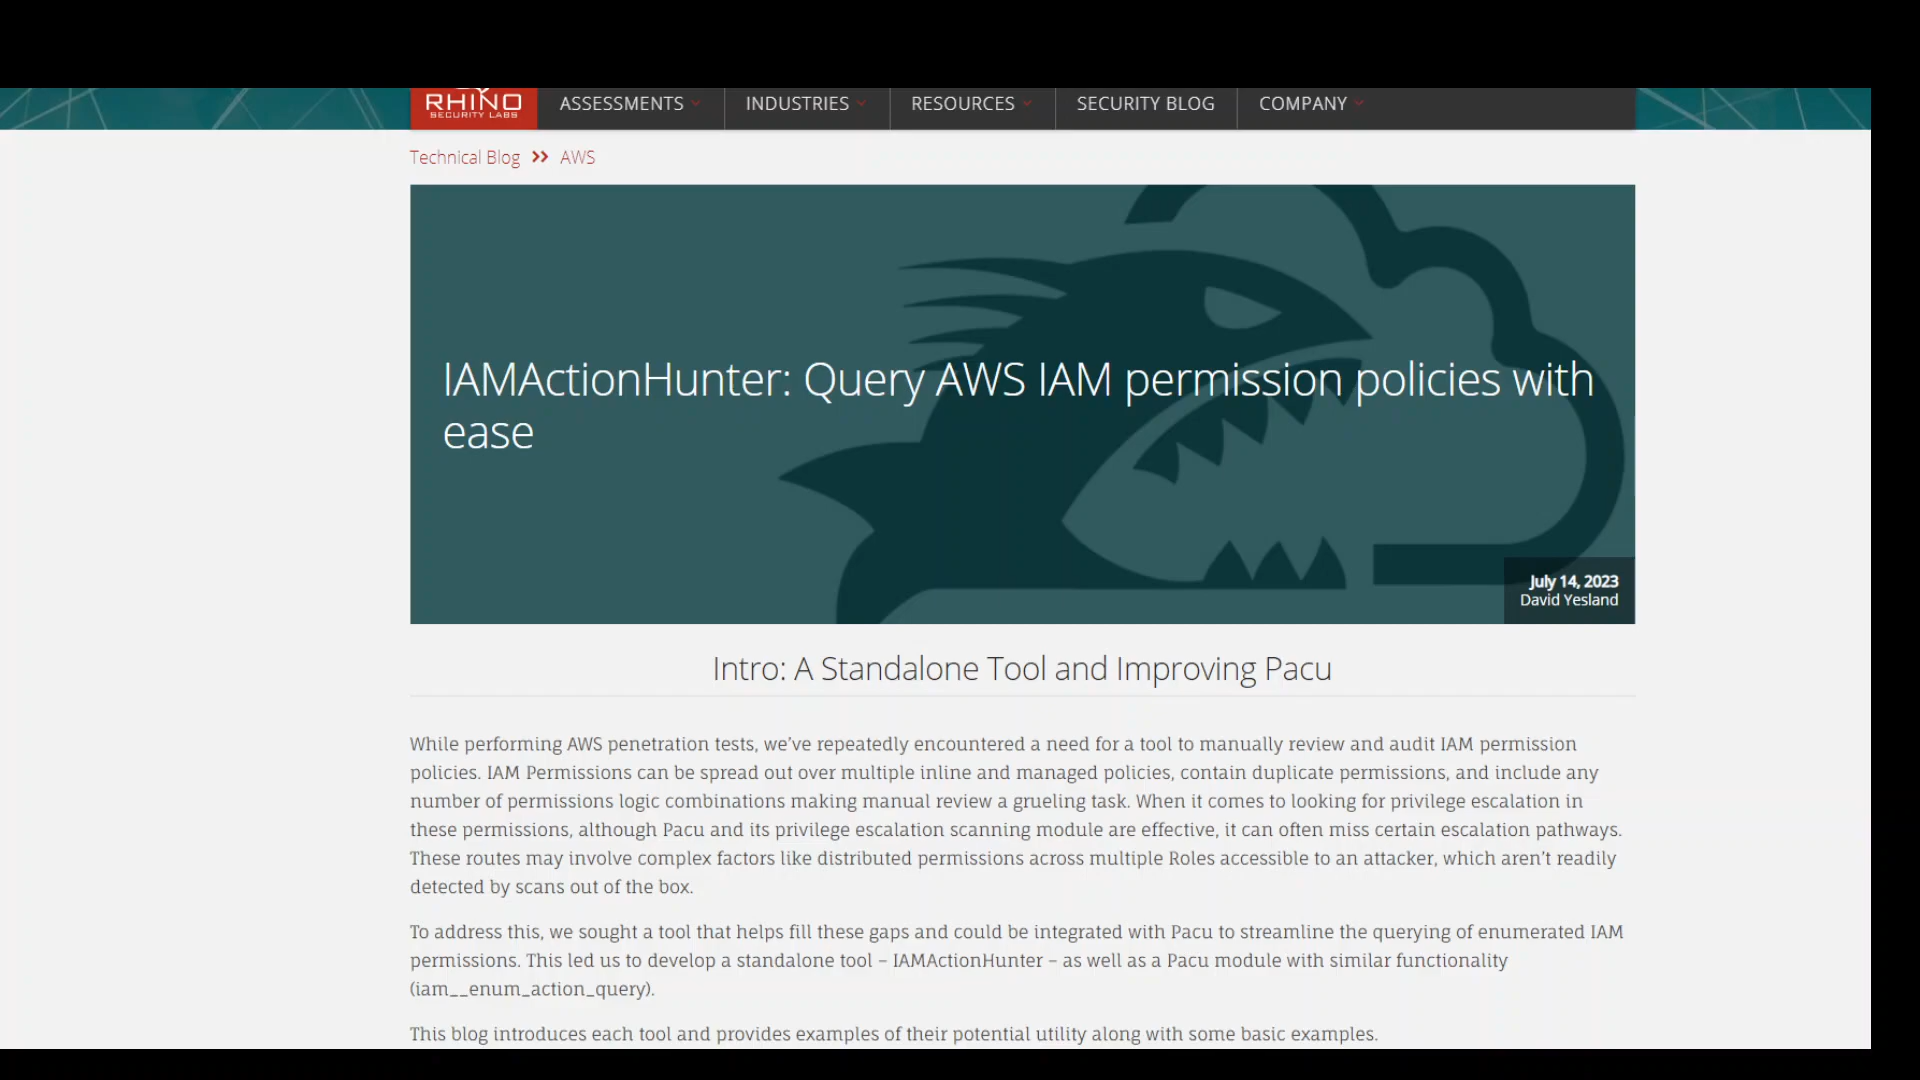 RHINO
SECURITY LABS
ASSESSMENTS
INDUSTRIES
RESOURCES
SECURITY BLOG
COMPANY
Technical Blog
AWS
IAMActionHunter: Query AWS IAM permission policies with
ease
July 14, 2023
David Yesland
Intro: A Standalone Tool and Improving Pacu
While performing AWS penetration tests, we’ve repeatedly encountered a need for a tool to manually review and audit IAM permission
policies. IAM Permissions can be spread out over multiple inline and managed policies, contain duplicate permissions, and include any
number of permissions logic combinations making manual review a grueling task. When it comes to looking for privilege escalation in
these permissions, although Pacu and its privilege escalation scanning module are effective, it can often miss certain escalation pathways.
These routes may involve complex factors like distributed permissions across multiple Roles accessible to an attacker, which aren’t readily
detected by scans out of the box.
To address this, we sought a tool that helps fill these gaps and could be integrated with Pacu to streamline the querying of enumerated IAM
permissions. This led us to develop a standalone tool – IAMActionHunter – as well as a Pacu module with similar functionality
(iam__enum_action_query).
This blog introduces each tool and provides examples of their potential utility along with some basic examples.